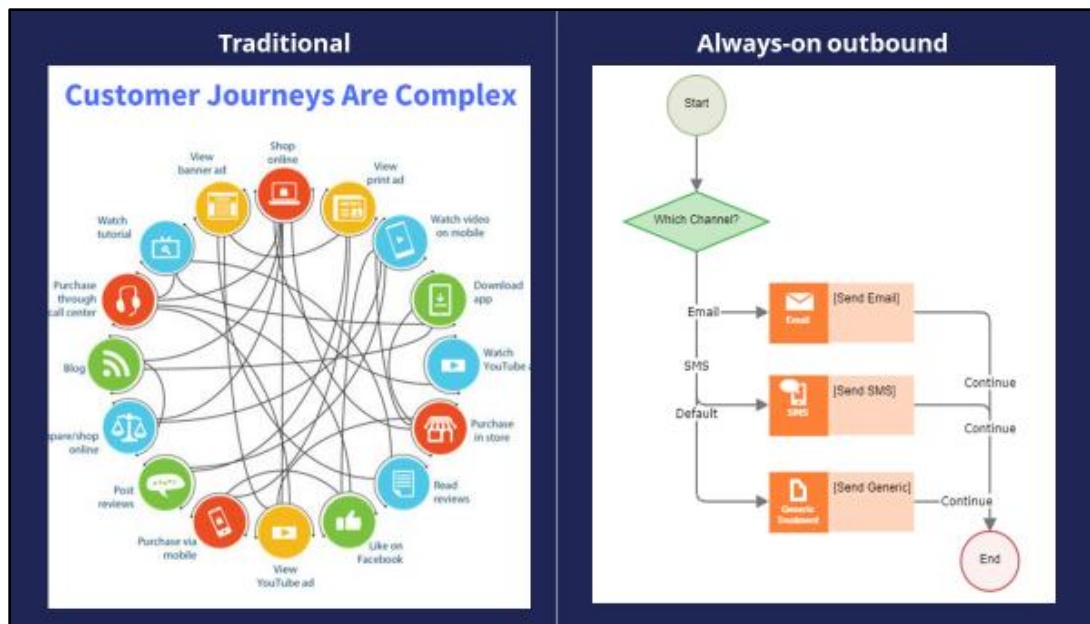 Traditional
Customer Journeys Are Complex
Shop
online
View
banner ad
View
print ad
Watch
tutorial
Watch video
on mobile
Purchase
through
call center
Download
app
Blog
Watch
YouTube a
pare/shop
online
Purchase
in store
Post
reviews
Read
reviews
Purchase via
mobile
View
YouTube ad
Like on
Facebook
Always-on outbound
Start
Which Channel?
Email
Email
[Send Email]
SMS
Continue
Default
SMS
[Send SMS]
Continue
Generic
Treatment
[Send Generic]
Continue
End